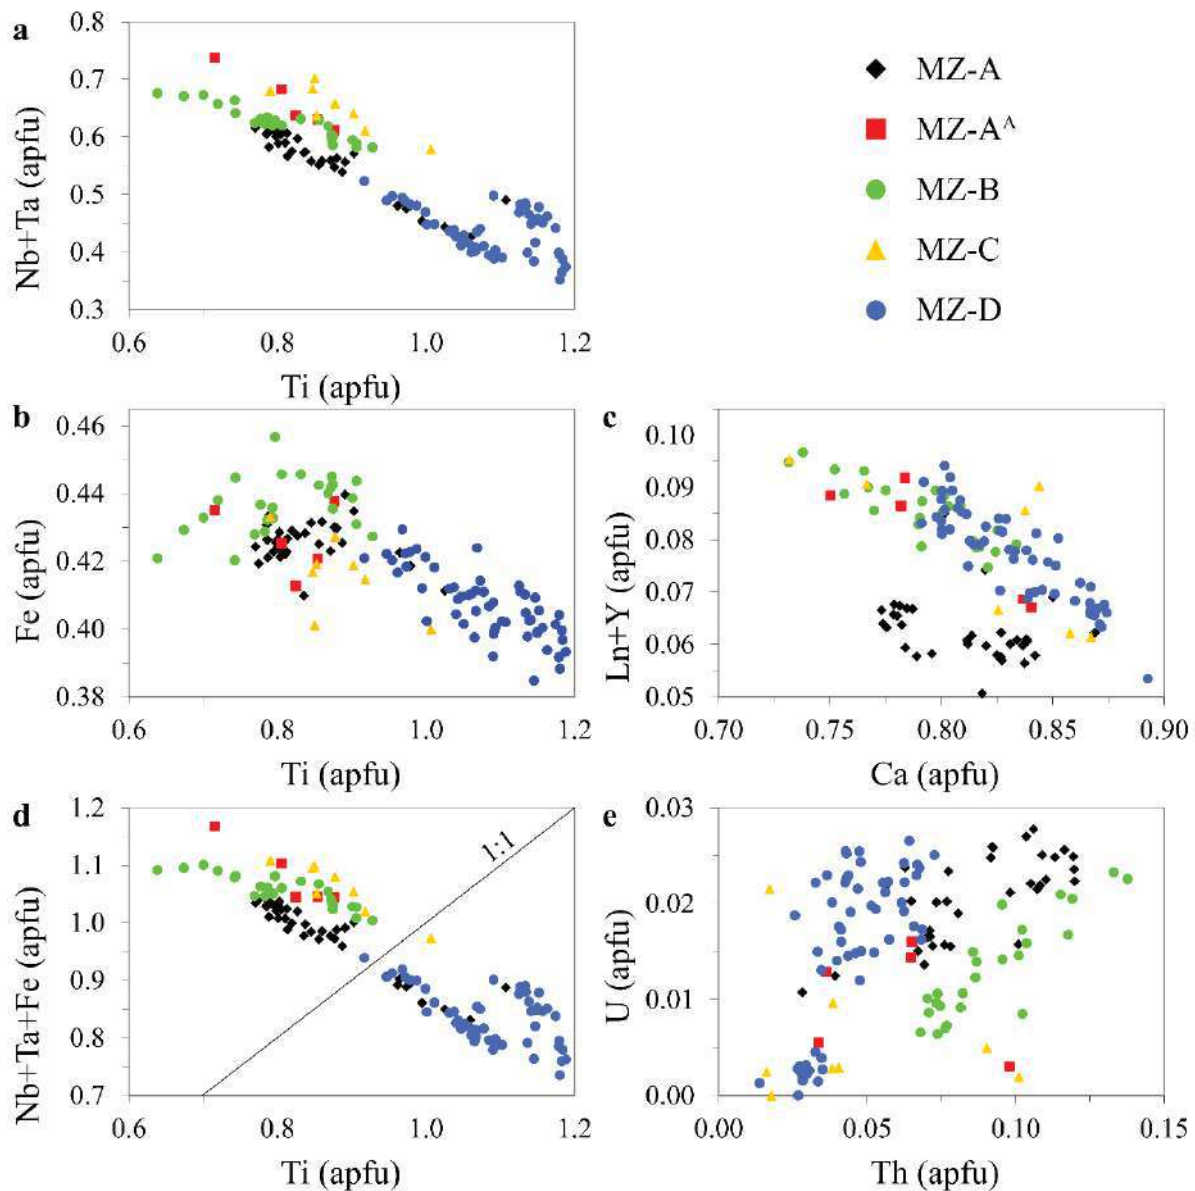 a
0.8
0.7
0.6
0.5
0.4
0.3
Nb+Ta (apfu)
0.6 0.8 1.0 1.2
Ti (apfu)
MZ-A
MZ-Aᴬ
MZ-B
MZ-C
MZ-D
b
0.46
0.44
0.42
0.40
0.38
Fe (apfu)
0.6 0.8 1.0 1.2
Ti (apfu)
c
0.10
0.09
0.08
0.07
0.06
0.05
Ln+Y (apfu)
0.70 0.75 0.80 0.85 0.90
Ca (apfu)
d
1.2
1.1
1.0
0.9
0.8
0.7
Nb+Ta+Fe (apfu)
1:1
0.6 0.8 1.0 1.2
Ti (apfu)
e
0.03
0.02
0.01
0.00
U (apfu)
0.00 0.05 0.10 0.15
Th (apfu)